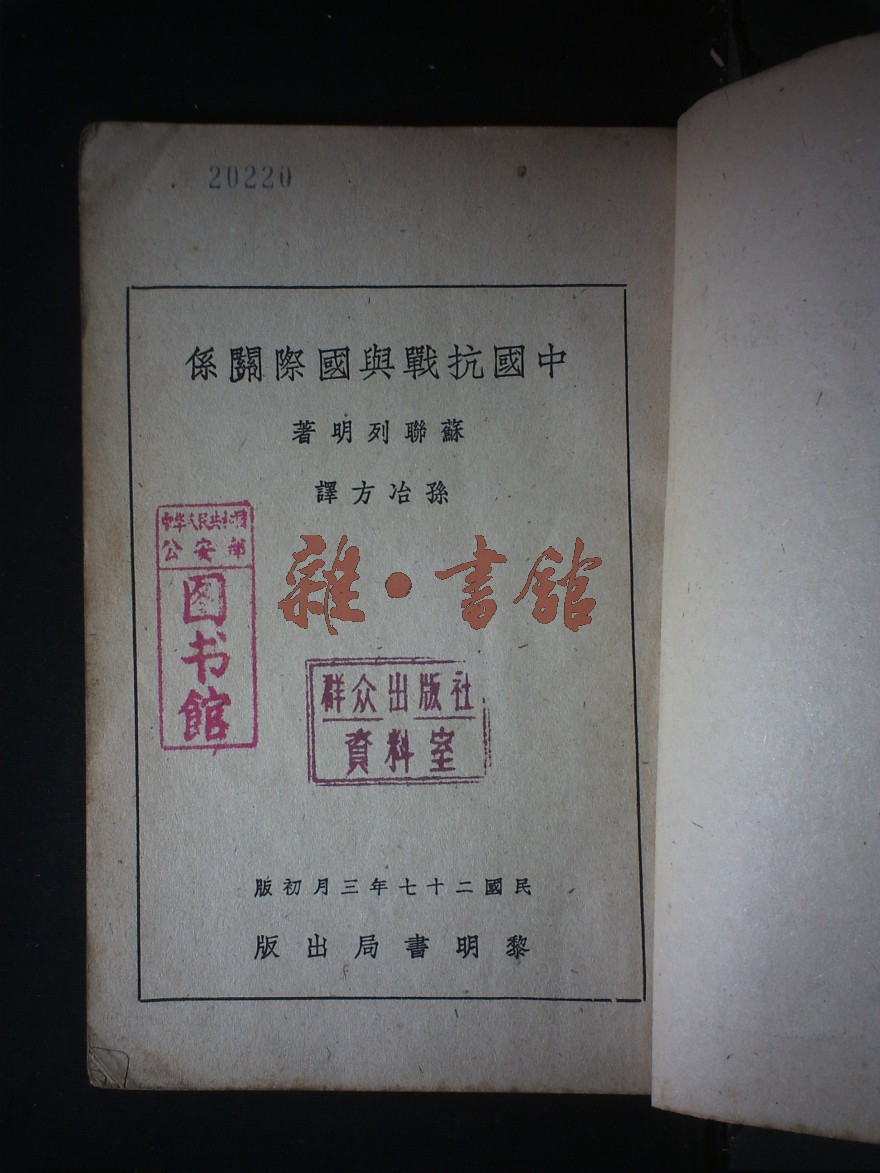 20220
中國抗戰與國際關係
蘇聯列明著
孫冶方譯
中华人民共和國
公安部
图书馆
雜·書館
群众出版社
資料室
民國二十七年三月初版
黎明書局出版